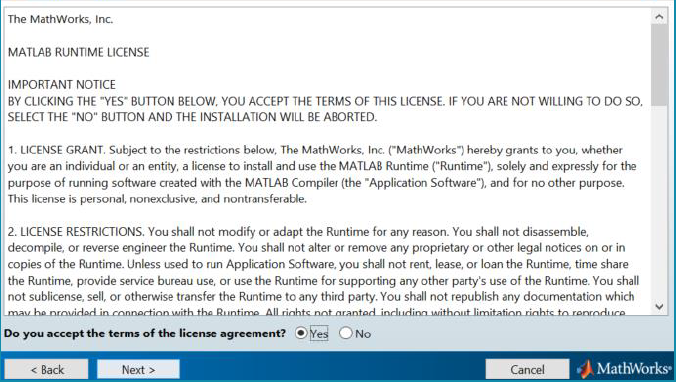 The MathWorks, Inc.
MATLAB RUNTIME LICENSE
IMPORTANT NOTICE
BY CLICKING THE "YES" BUTTON BELOW, YOU ACCEPT THE TERMS OF THIS LICENSE. IF YOU ARE NOT WILLING TO DO SO,
SELECT THE "NO" BUTTON AND THE INSTALLATION WILL BE ABORTED.
1. LICENSE GRANT. Subject to the restrictions below, The MathWorks, Inc. ("MathWorks") hereby grants to you, whether
you are an individual or an entity, a license to install and use the MATLAB Runtime ("Runtime"), solely and expressly for the
purpose of running software created with the MATLAB Compiler (the "Application Software"), and for no other purpose.
This license is personal, nonexclusive, and nontransferable.
2. LICENSE RESTRICTIONS. You shall not modify or adapt the Runtime for any reason. You shall not disassemble,
decompile, or reverse engineer the Runtime. You shall not alter or remove any proprietary or other legal notices on or in
copies of the Runtime. Unless used to run Application Software, you shall not rent, lease, or loan the Runtime, time share
the Runtime, provide service bureau use, or use the Runtime for supporting any other party's use of the Runtime. You shall
not sublicense, sell, or otherwise transfer the Runtime to any third party. You shall not republish any documentation which
may be provided in connection with the Runtime. All rights not granted, including without limitation rights to reproduce,
Do you accept the terms of the license agreement? Yes No
< Back Next > Cancel MathWorks®